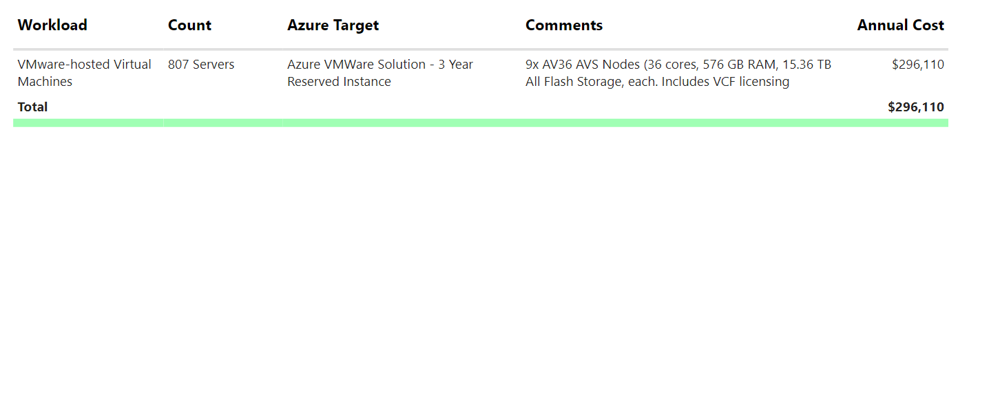 Workload Count Azure Target Comments Annual Cost
VMware-hosted Virtual 807 Servers Azure VMWare Solution - 3 Year 9x AV36 AVS Nodes (36 cores, 576 GB RAM, 15.36 TB $296,110
Machines Reserved Instance All Flash Storage, each. Includes VCF licensing
Total $296,110